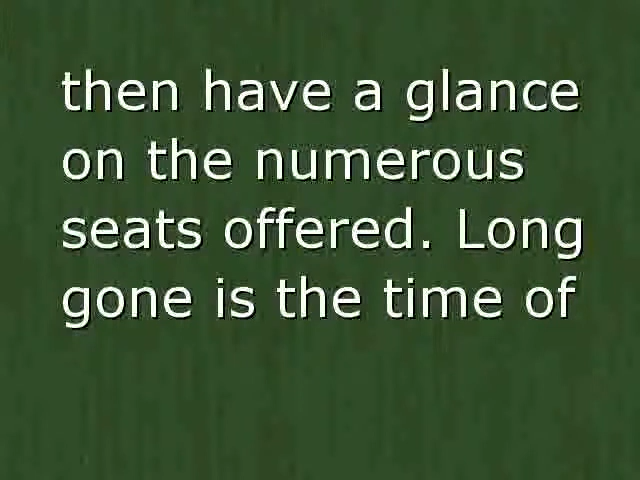 then have a glance
on the numerous
seats offered. Long
gone is the time of